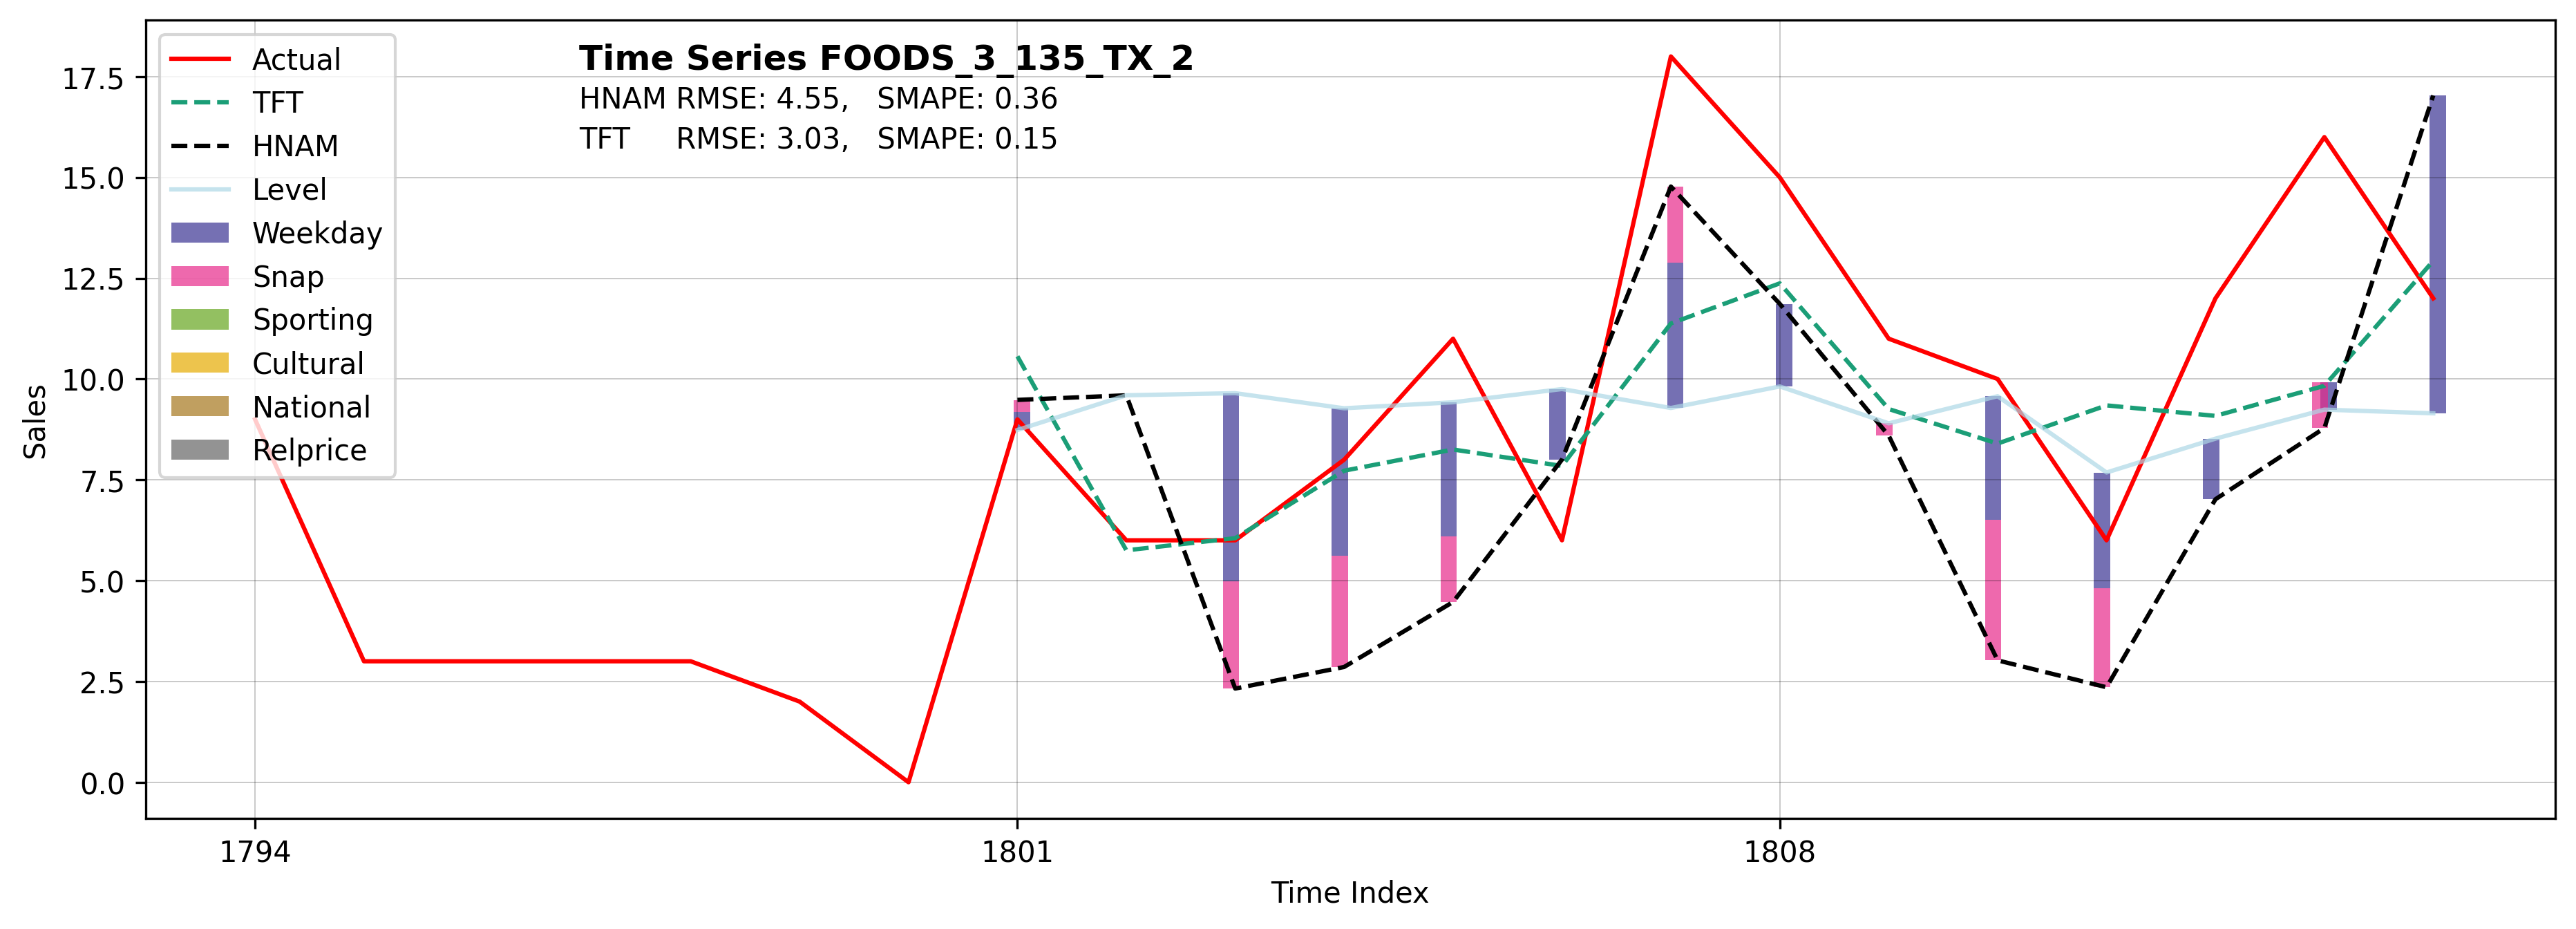 Time Series FOODS_3_135_TX_2
HNAM RMSE: 4.55, SMAPE: 0.36
TFT RMSE: 3.03, SMAPE: 0.15
Actual
TFT
HNAM
Level
Weekday
Snap
Sporting
Cultural
National
Relprice
Sales
17.5
15.0
12.5
10.0
7.5
5.0
2.5
0.0
1794 1801 1808
Time Index